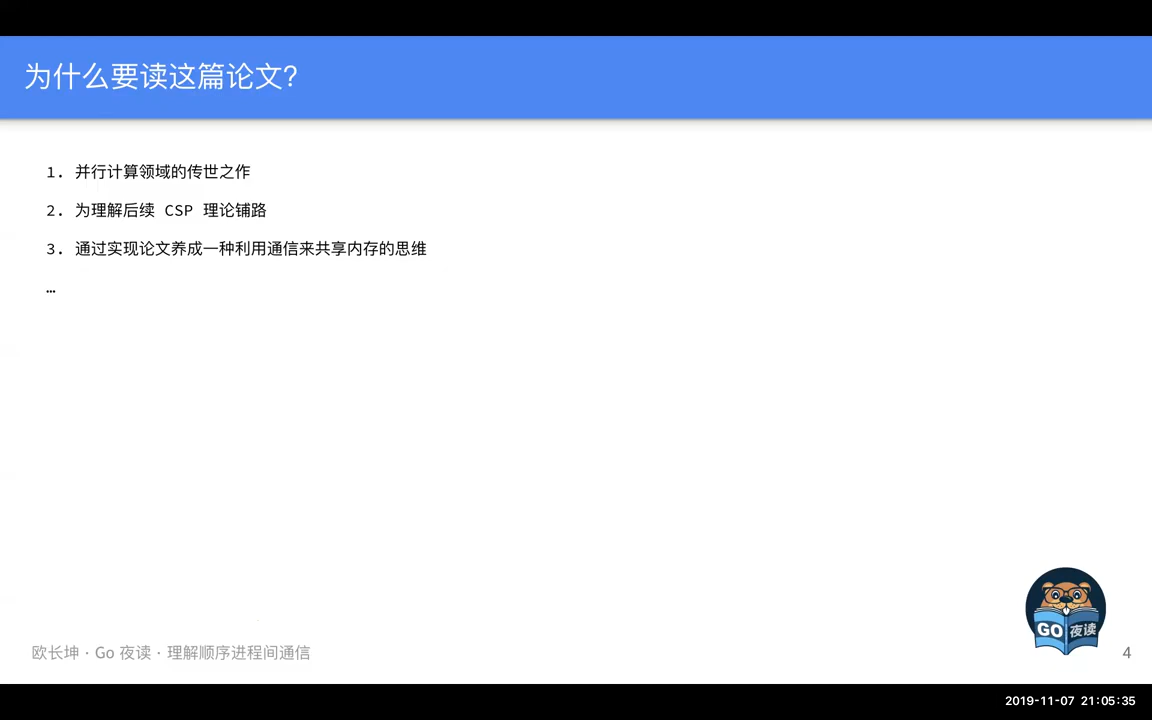 为什么要读这篇论文?
1. 并行计算领域的传世之作
2. 为理解后续 CSP 理论铺路
3. 通过实现论文养成一种利用通信来共享内存的思维
…
GO 夜读
欧长坤 · Go 夜读 · 理解顺序进程间通信
4
2019-11-07 21:05:35